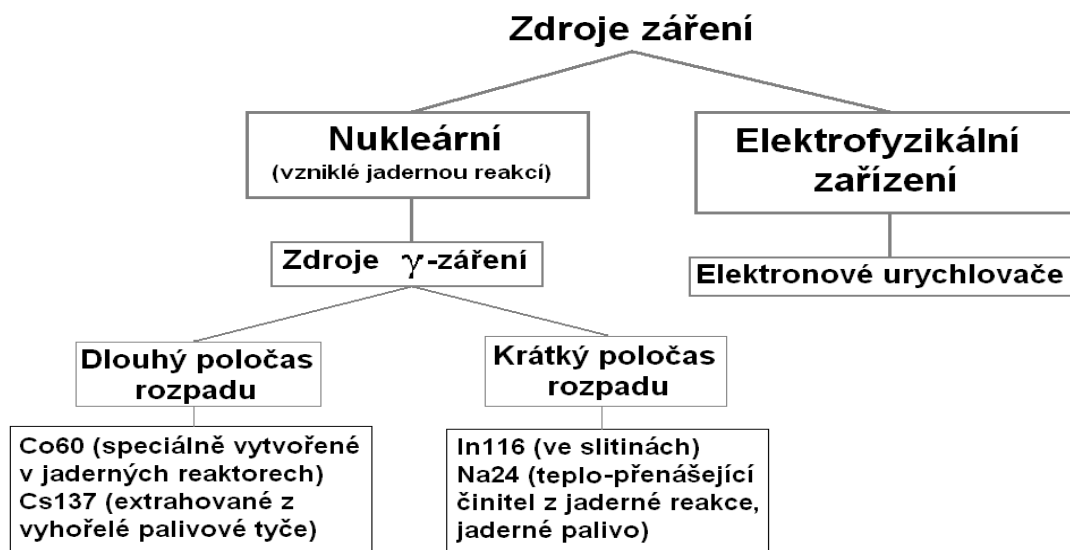 Zdroje záření
Nukleární
(vzniklé jadernou reakcí)
Elektrofyzikální
zařízení
Zdroje γ-záření
Elektronové urychlovače
Dlouhý poločas
rozpadu
Krátký poločas
rozpadu
Co60 (speciálně vytvořené
v jaderných reaktorech)
Cs137 (extrahované z
vyhořelé palivové tyče)
In116 (ve slitinách)
Na24 (teplo-přenášející
činitel z jaderné reakce,
jaderné palivo)